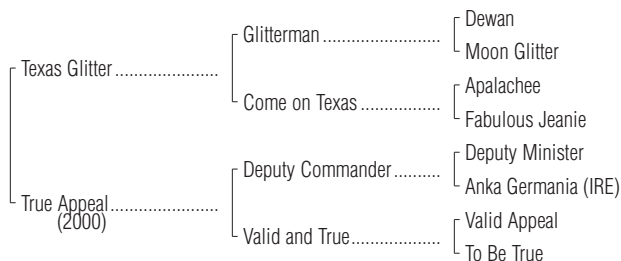 Dewan
Glitterman ..........................
Moon Glitter
Texas Glitter ......................
Apalachee
Come on Texas .................
Fabulous Jeanie
Deputy Minister
Deputy Commander ..........
Anka Germania (IRE)
True Appeal .......................
(2000)
Valid Appeal
Valid and True ...................
To Be True